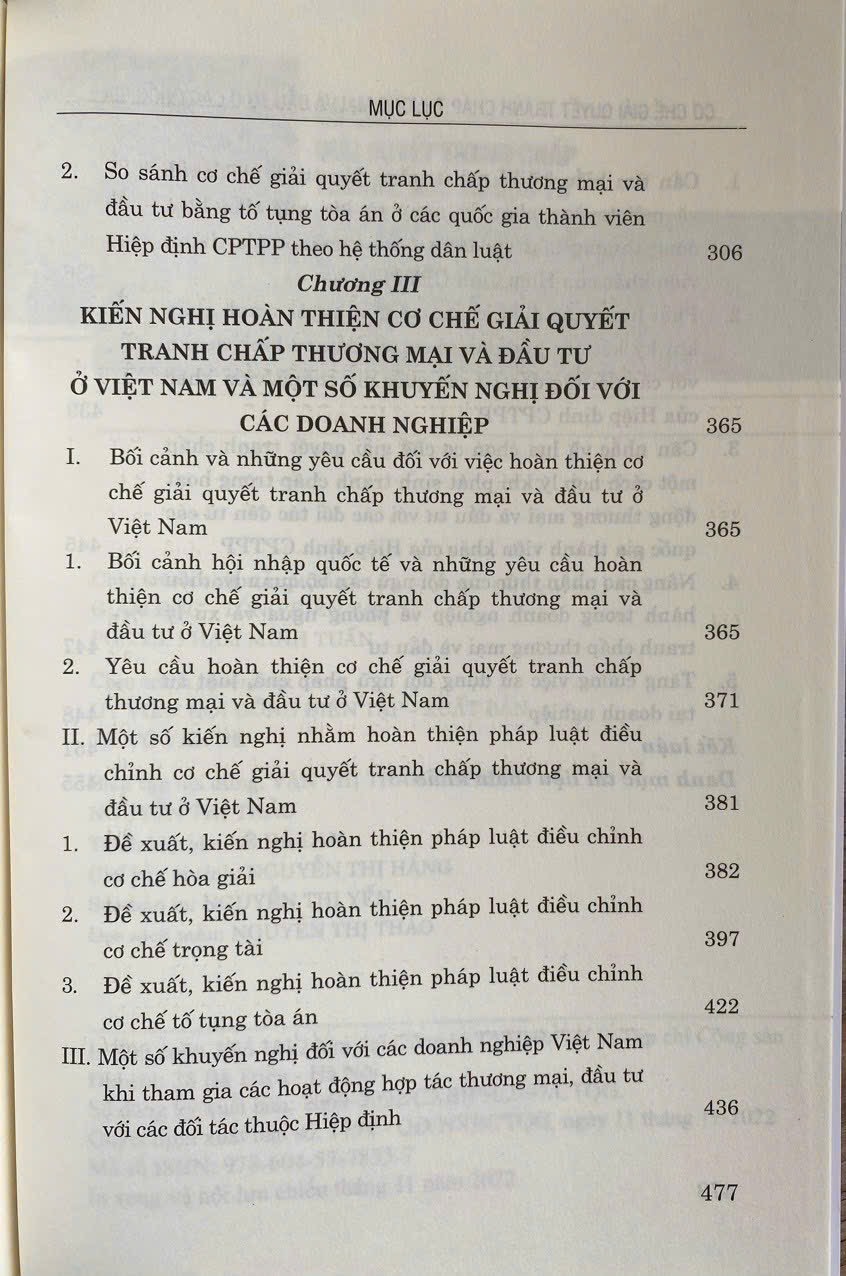 MỤC LỤC
2. So sánh cơ chế giải quyết tranh chấp thương mại và
đầu tư bằng tố tụng tòa án ở các quốc gia thành viên
Hiệp định CPTPP theo hệ thống dân luật 306
Chương III
KIẾN NGHỊ HOÀN THIỆN CƠ CHẾ GIẢI QUYẾT
TRANH CHẤP THƯƠNG MẠI VÀ ĐẦU TƯ
Ở VIỆT NAM VÀ MỘT SỐ KHUYẾN NGHỊ ĐỐI VỚI
CÁC DOANH NGHIỆP 365
I. Bối cảnh và những yêu cầu đối với việc hoàn thiện cơ
chế giải quyết tranh chấp thương mại và đầu tư ở
Việt Nam 365
1. Bối cảnh hội nhập quốc tế và những yêu cầu hoàn
thiện cơ chế giải quyết tranh chấp thương mại và
đầu tư ở Việt Nam 365
2. Yêu cầu hoàn thiện cơ chế giải quyết tranh chấp
thương mại và đầu tư ở Việt Nam 371
II. Một số kiến nghị nhằm hoàn thiện pháp luật điều
chỉnh cơ chế giải quyết tranh chấp thương mại và
đầu tư ở Việt Nam 381
1. Đề xuất, kiến nghị hoàn thiện pháp luật điều chỉnh
cơ chế hòa giải 382
2. Đề xuất, kiến nghị hoàn thiện pháp luật điều chỉnh
cơ chế trọng tài 397
3. Đề xuất, kiến nghị hoàn thiện pháp luật điều chỉnh
cơ chế tố tụng tòa án 422
III. Một số khuyến nghị đối với các doanh nghiệp Việt Nam
khi tham gia các hoạt động hợp tác thương mại, đầu tư
với các đối tác thuộc Hiệp định 436
477